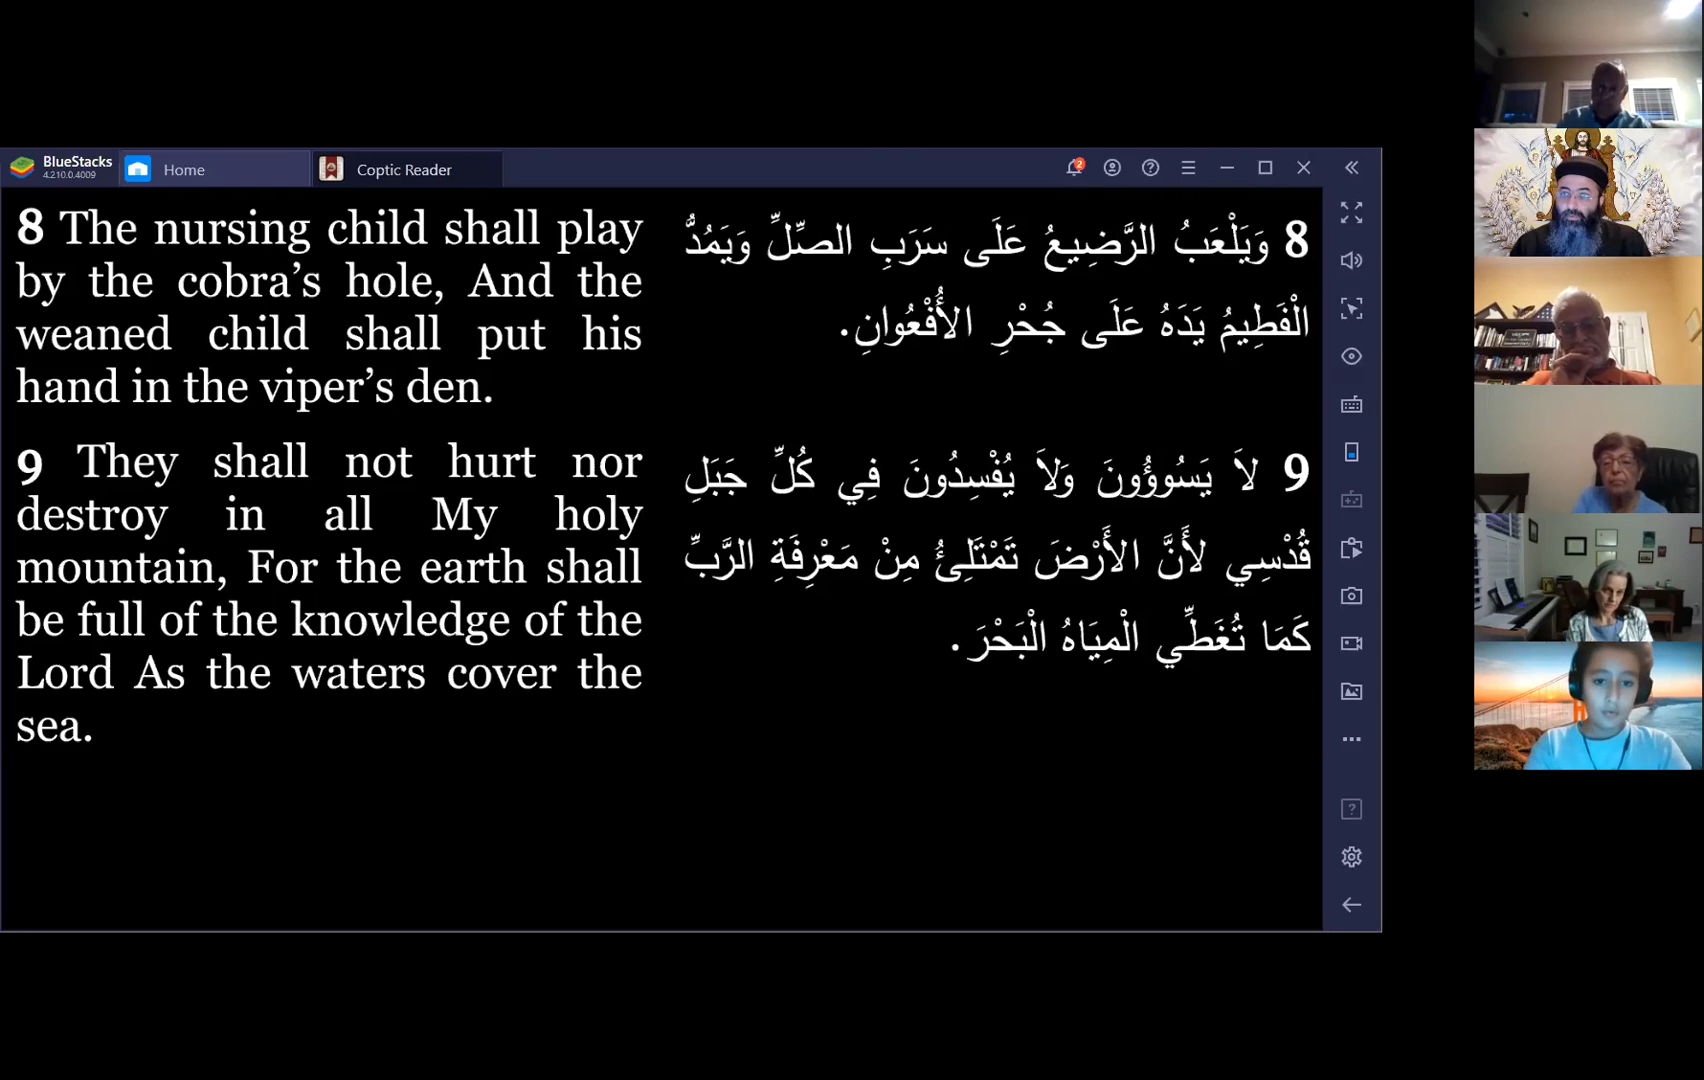 BlueStacks
4.210.0.4009
Home
Coptic Reader
2
8 The nursing child shall play
by the cobra’s hole, And the
weaned child shall put his
hand in the viper’s den.
8 وَيَلْعَبُ الرَّضِيعُ عَلَى سَرَبِ الصِّلِّ وَيَمُدُّ
الْفَطِيمُ يَدَهُ عَلَى جُحْرِ الأُفْعُوانِ.
9 They shall not hurt nor
destroy in all My holy
mountain, For the earth shall
be full of the knowledge of the
Lord As the waters cover the
sea.
9 لاَ يَسُوؤُونَ وَلاَ يُفْسِدُونَ فِي كُلِّ جَبَلِ
قُدْسِي لأَنَّ الأَرْضَ تَمْتَلِئُ مِنْ مَعْرِفَةِ الرَّبِّ
كَمَا تُغَطِّي الْمِيَاهُ الْبَحْرَ.